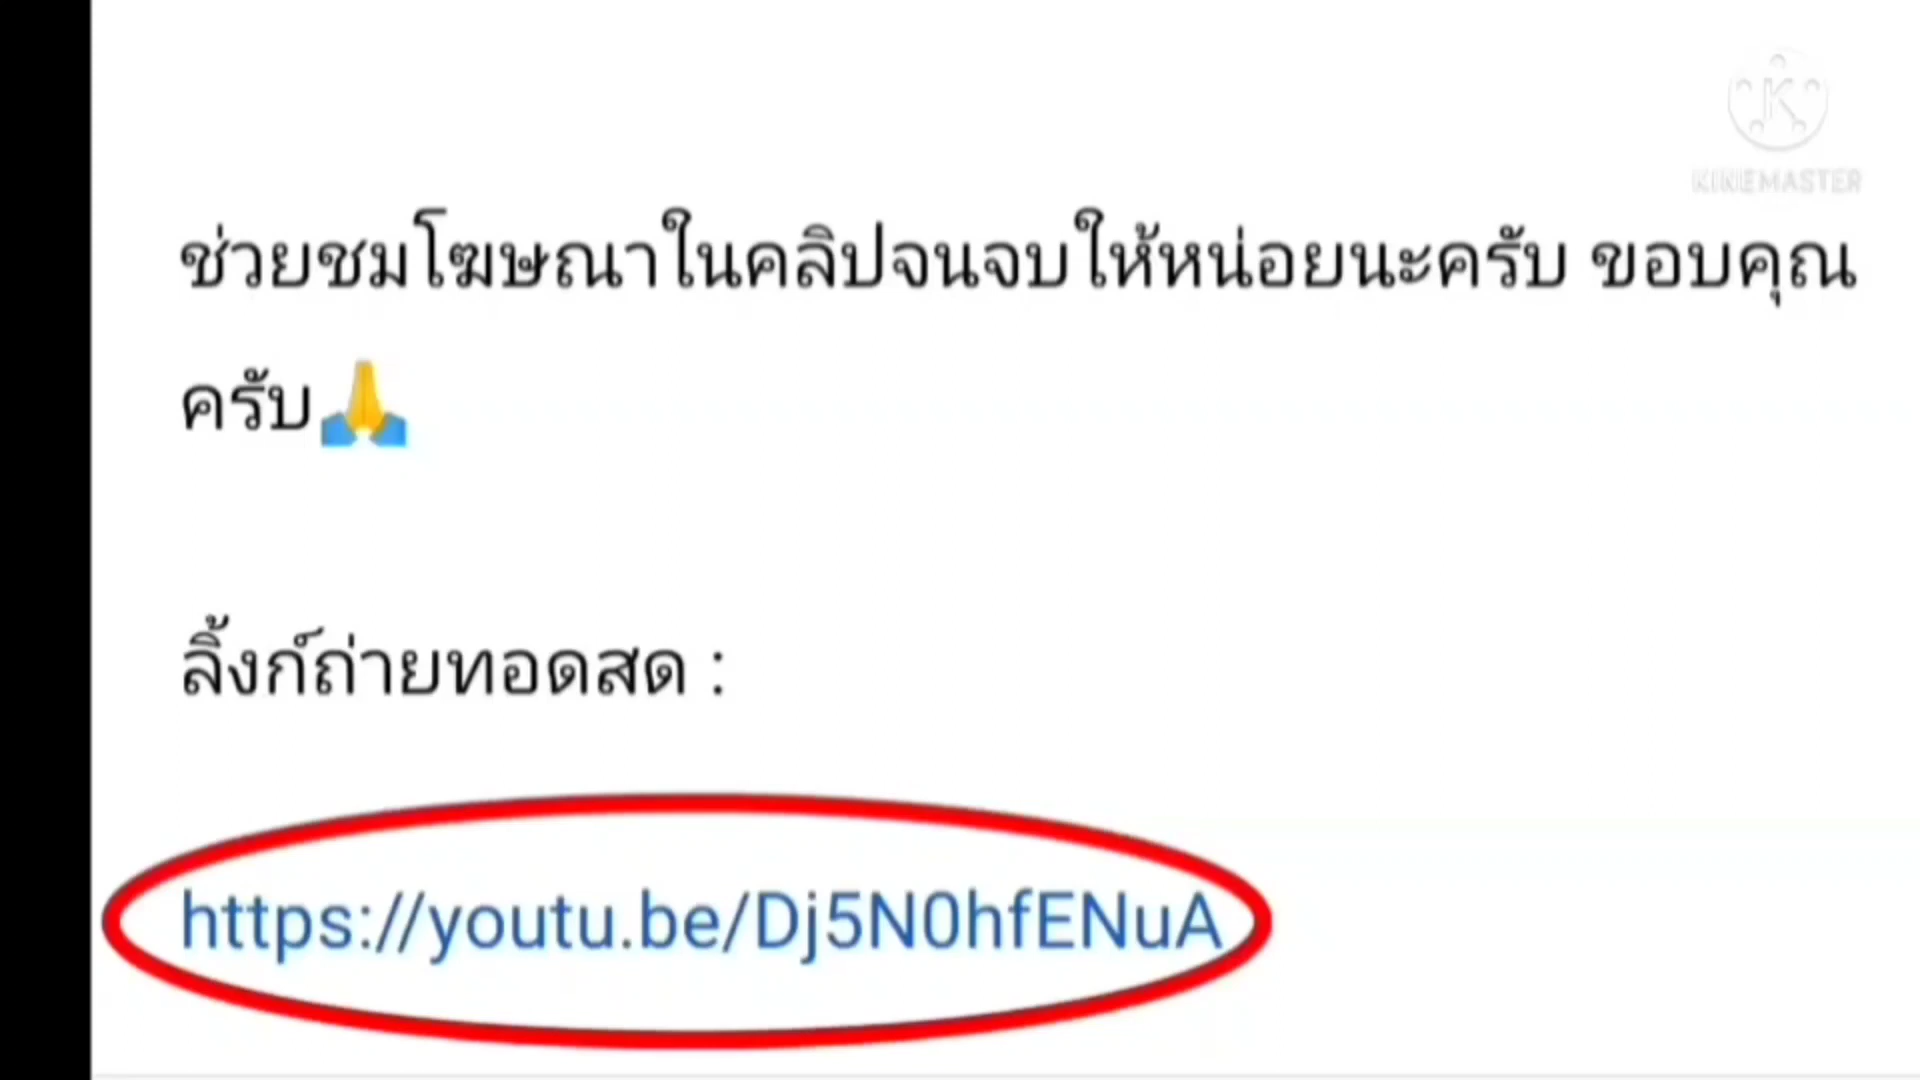 KINEMASTER
ช่วยชมโฆษณาในคลิปจนจบให้หน่อยนะครับ ขอบคุณ
ครับ🙏
ลิ้งก์ถ่ายทอดสด :
https://youtu.be/Dj5N0hfENuA